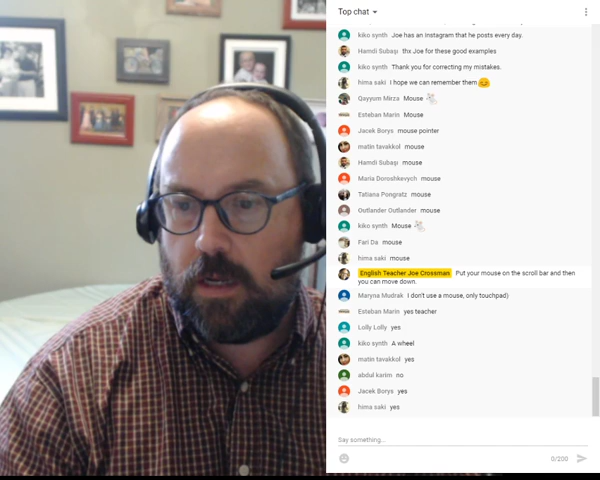 Top chat
kiko synth Joe has an Instagram that he posts every day.
Hamdi Subaşı thx Joe for these good examples
kiko synth Thank you for correcting my mistakes.
hima saki I hope we can remember them
Qayyum Mirza Mouse
Esteban Marin Mouse
Jacek Borys mouse pointer
matin tavakkol mouse
Hamdi Subaşı mouse
Maria Doroshkevych mouse
Tatiana Pongratz mouse
Outlander Outlander mouse
kiko synth Mouse
Fari Da mouse
hima saki mouse
English Teacher Joe Crossman Put your mouse on the scroll bar and then
you can move down.
Maryna Mudrak I don't use a mouse, only touchpad)
Esteban Marin yes teacher
Lolly Lolly yes
kiko synth A wheel
matin tavakkol yes
abdul karim no
Jacek Borys yes
hima saki yes
Say something...
0/200